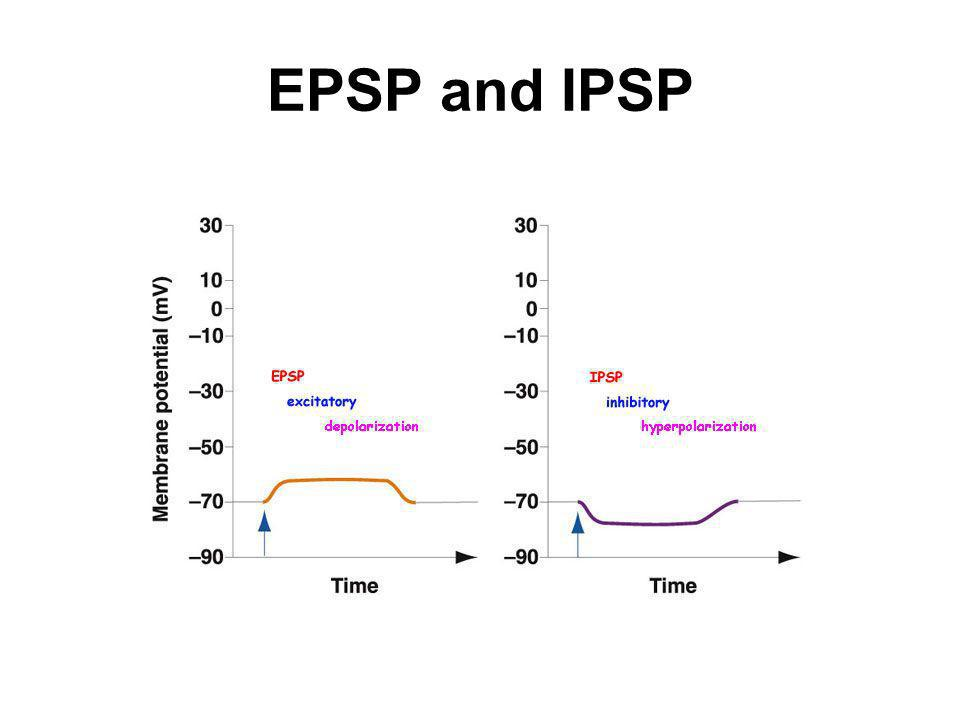 EPSP and IPSP
Membrane potential (mV)
30
10
0
–10
–30
–50
–70
–90
EPSP
excitatory
depolarization
Time
30
10
0
–10
–30
–50
–70
–90
IPSP
inhibitory
hyperpolarization
Time